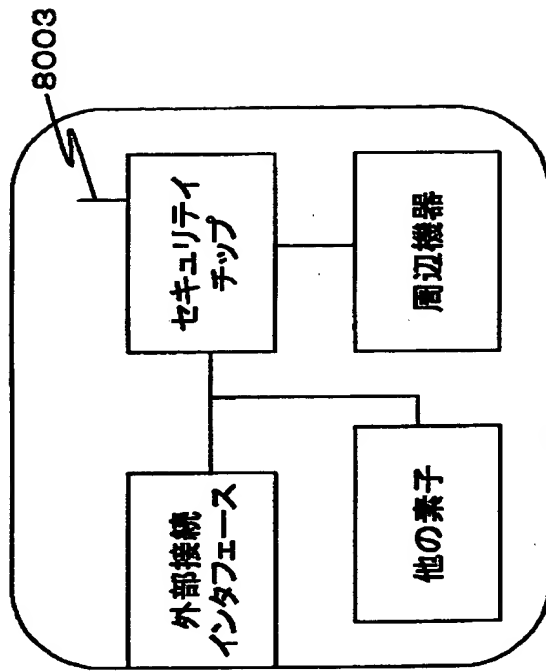 8003
セキュリテイ
チップ
周辺機器
外部接続
インタフェース
他の素子